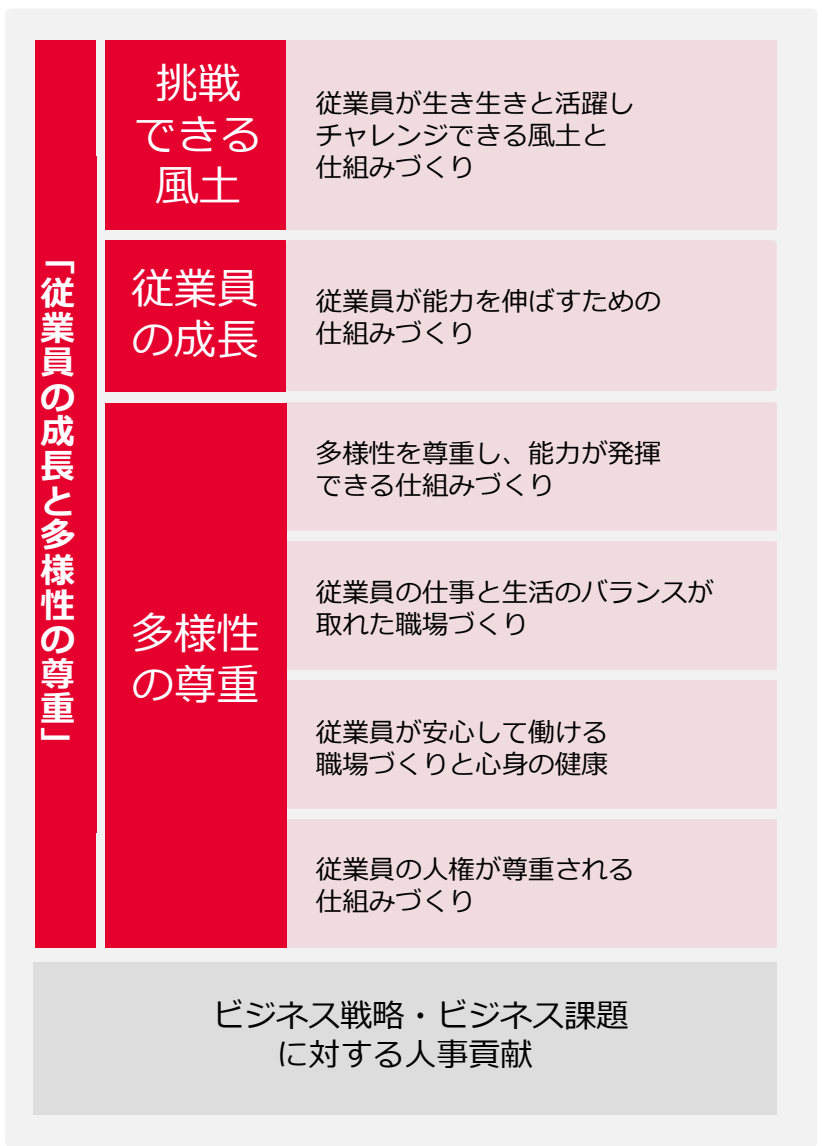 「従業員の成長と多様性の尊重」
挑戦
できる
風土
従業員が生き生きと活躍し
チャレンジできる風土と
仕組みづくり
従業員
の成長
従業員が能力を伸ばすための
仕組みづくり
多様性
の尊重
多様性を尊重し、能力が発揮
できる仕組みづくり
従業員の仕事と生活のバランスが
取れた職場づくり
従業員が安心して働ける
職場づくりと心身の健康
従業員の人権が尊重される
仕組みづくり
ビジネス戦略・ビジネス課題
に対する人事貢献